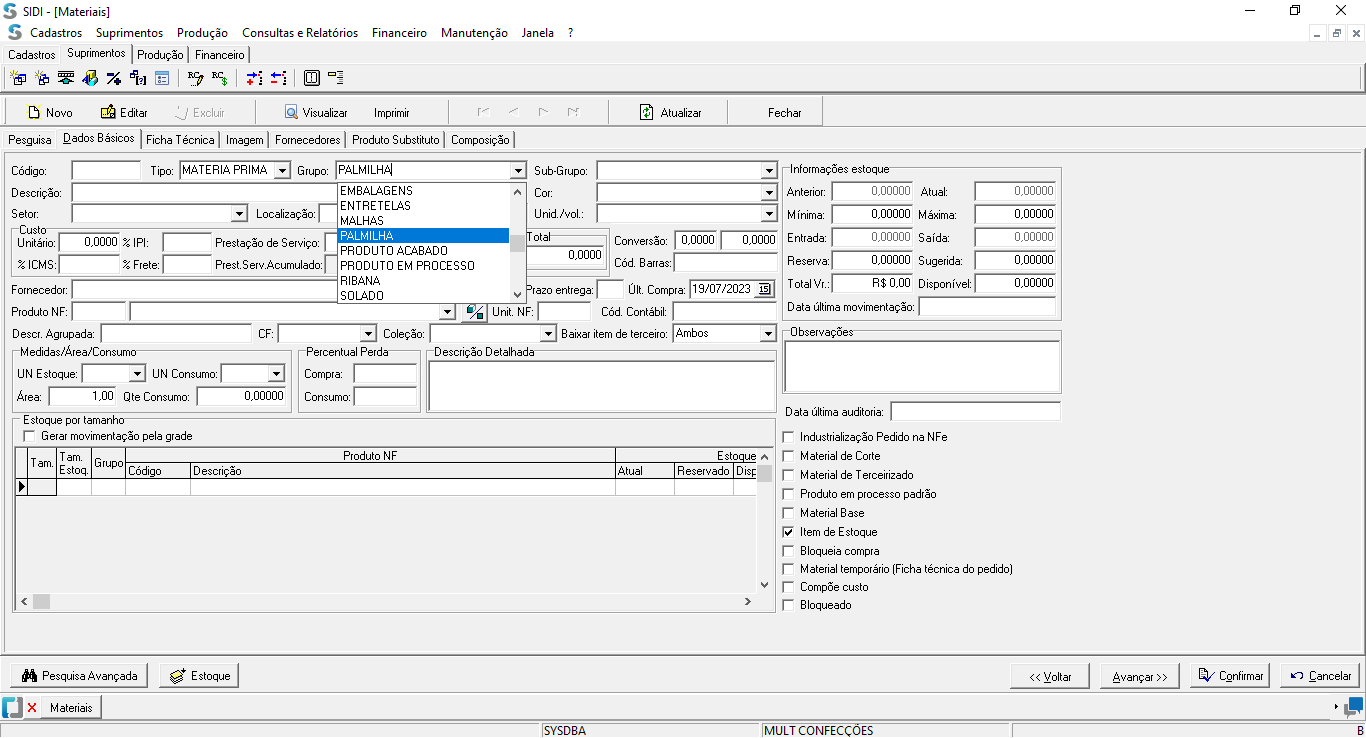 SIDI - [Materiais]
Cadastros Suprimentos Produção Consultas e Relatórios Financeiro Manutenção Janela ?
Cadastros Suprimentos Produção Financeiro
Novo Editar Excluir Visualizar Imprimir Atualizar Fechar
Pesquisa Dados Básicos Ficha Técnica Imagem Fornecedores Produto Substituto Composição
Código: Tipo: MATERIA PRIMA Grupo: PALMILHA Sub-Grupo: Informações estoque
Descrição: EMBALAGENS Cor: Anterior: 0,00000 Atual: 0,00000
ENTRETELAS
Setor: Localização: MALHAS Unid./vol.: Mínima: 0,00000 Máxima: 0,00000
Custo PALMILHA Total
Unitário: 0,0000 % IPI: Prestação de Serviço: Conversão: 0,0000 0,0000 Entrada: 0,00000 Saída: 0,00000
PRODUTO ACABADO 0,0000
% ICMS: % Frete: Prest.Serv.Acumulado: PRODUTO EM PROCESSO Cód. Barras: Reserva: 0,00000 Sugerida: 0,00000
RIBANA
Fornecedor: SOLADO Prazo entrega: Últ. Compra: 19/07/2023 15 Total Vr.: R$ 0,00 Disponível: 0,00000
Produto NF: Unit. NF: Cód. Contábil: Data última movimentação:
Descr. Agrupada: CF: Coleção: Baixar item de terceiro: Ambos Observações
Medidas/Área/Consumo Percentual Perda Descrição Detalhada
UN Estoque: UN Consumo: Compra:
Área: 1,00 Qte Consumo: 0,00000 Consumo:
Data última auditoria:
Estoque por tamanho
Gerar movimentação pela grade
Tam. Tam. Estoq. Grupo Produto NF Estoque
Código Descrição Atual Reservado Disp
Industrialização Pedido na NFe
Material de Corte
Material de Terceirizado
Produto em processo padrão
Material Base
Item de Estoque
Bloqueia compra
Material temporário (Ficha técnica do pedido)
Compõe custo
Bloqueado
Pesquisa Avançada Estoque << Voltar Avançar >> Confirmar Cancelar
Materiais
SYSDBA MULT CONFECÇÕES B